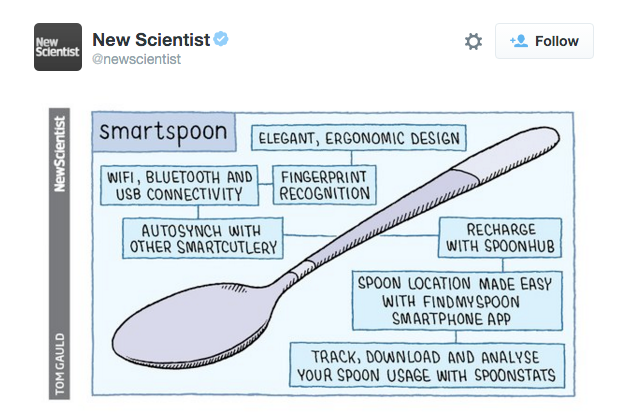 New
Scientist
New Scientist
@newscientist
Follow
NewScientist
TOM GAULD
smartspoon
ELEGANT, ERGONOMIC DESIGN
WIFI, BLUETOOTH AND
USB CONNECTIVITY
FINGERPRINT
RECOGNITION
AUTOSYNCH WITH
OTHER SMARTCUTLERY
RECHARGE
WITH SPOONHUB
SPOON LOCATION MADE EASY
WITH FINDMYSPOON
SMARTPHONE APP
TRACK, DOWNLOAD AND ANALYSE
YOUR SPOON USAGE WITH SPOONSTATS